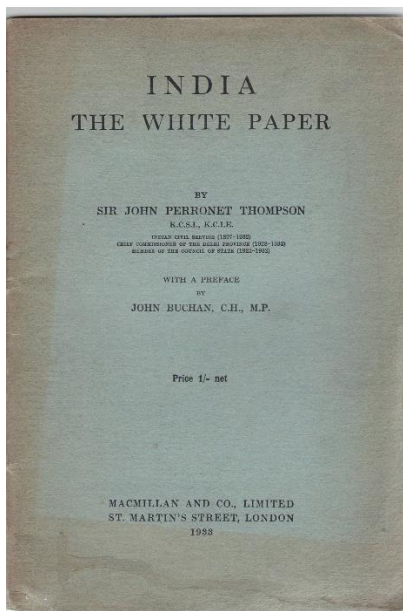 INDIA
THE WHITE PAPER
BY
SIR JOHN PERRONET THOMPSON
K.C.S.I., K.C.I.E.
INDIAN CIVIL SERVICE (1897-1932)
CHIEF COMMISSIONER OF THE DELHI PROVINCE (1928-1932)
MEMBER OF THE COUNCIL OF STATE (1922-1932)
WITH A PREFACE
BY
JOHN BUCHAN, C.H., M.P.
Price 1/- net
MACMILLAN AND CO., LIMITED
ST. MARTIN'S STREET, LONDON
1933